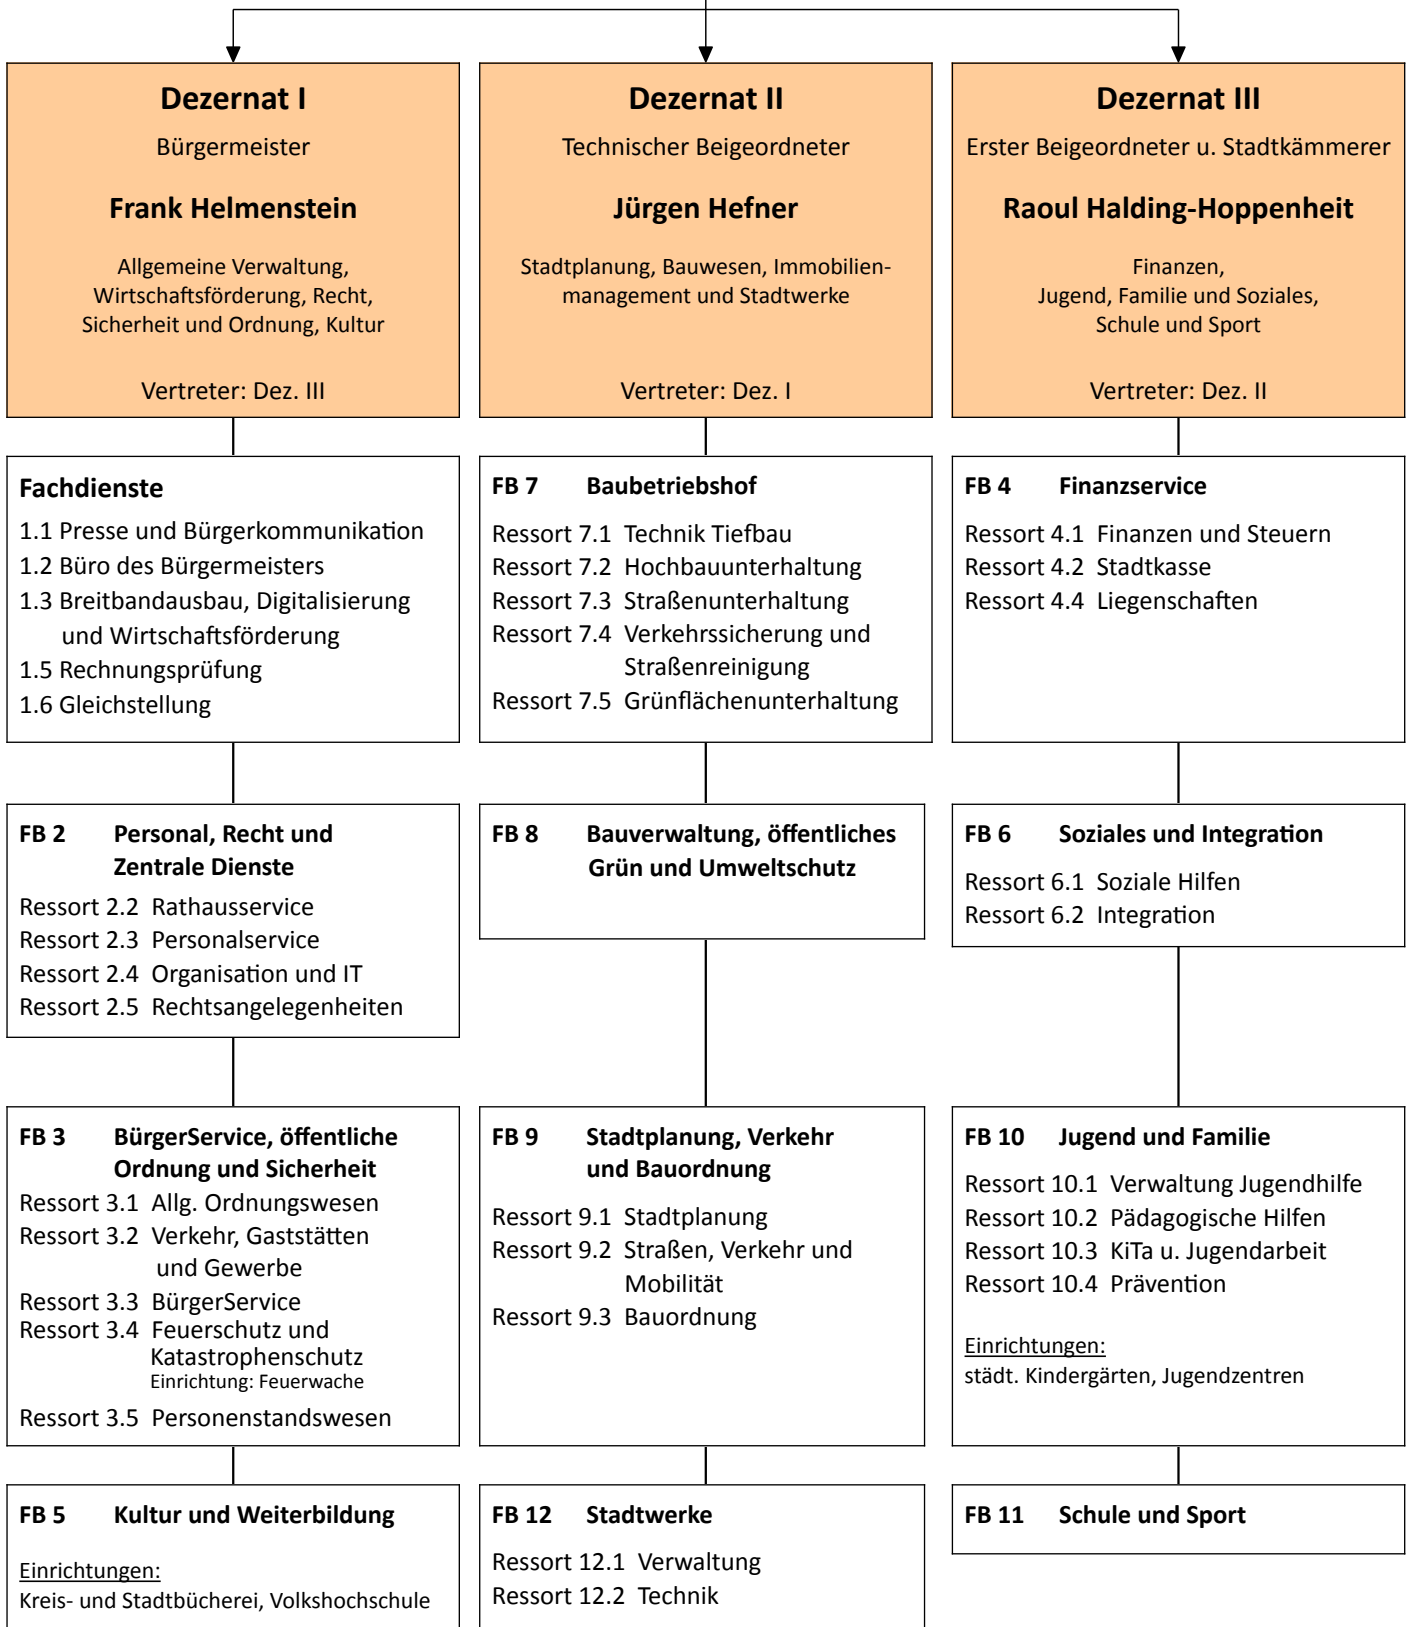 Dezernat I
Bürgermeister
Frank Helmenstein
Allgemeine Verwaltung,
Wirtschaftsförderung, Recht,
Sicherheit und Ordnung, Kultur
Vertreter: Dez. III
Dezernat II
Technischer Beigeordneter
Jürgen Hefner
Stadtplanung, Bauwesen, Immobilien-
management und Stadtwerke
Vertreter: Dez. I
Dezernat III
Erster Beigeordneter u. Stadtkämmerer
Raoul Halding-Hoppenheit
Finanzen,
Jugend, Familie und Soziales,
Schule und Sport
Vertreter: Dez. II
Fachdienste
1.1 Presse und Bürgerkommunikation
1.2 Büro des Bürgermeisters
1.3 Breitbandausbau, Digitalisierung
und Wirtschaftsförderung
1.5 Rechnungsprüfung
1.6 Gleichstellung
FB 7 Baubetriebshof
Ressort 7.1 Technik Tiefbau
Ressort 7.2 Hochbauunterhaltung
Ressort 7.3 Straßenunterhaltung
Ressort 7.4 Verkehrssicherung und
Straßenreinigung
Ressort 7.5 Grünflächenunterhaltung
FB 4 Finanzservice
Ressort 4.1 Finanzen und Steuern
Ressort 4.2 Stadtkasse
Ressort 4.4 Liegenschaften
FB 2 Personal, Recht und
Zentrale Dienste
Ressort 2.2 Rathausservice
Ressort 2.3 Personalservice
Ressort 2.4 Organisation und IT
Ressort 2.5 Rechtsangelegenheiten
FB 8 Bauverwaltung, öffentliches
Grün und Umweltschutz
FB 6 Soziales und Integration
Ressort 6.1 Soziale Hilfen
Ressort 6.2 Integration
FB 3 BürgerService, öffentliche
Ordnung und Sicherheit
Ressort 3.1 Allg. Ordnungswesen
Ressort 3.2 Verkehr, Gaststätten
und Gewerbe
Ressort 3.3 BürgerService
Ressort 3.4 Feuerschutz und
Katastrophenschutz
Einrichtung: Feuerwache
Ressort 3.5 Personenstandswesen
FB 9 Stadtplanung, Verkehr
und Bauordnung
Ressort 9.1 Stadtplanung
Ressort 9.2 Straßen, Verkehr und
Mobilität
Ressort 9.3 Bauordnung
FB 10 Jugend und Familie
Ressort 10.1 Verwaltung Jugendhilfe
Ressort 10.2 Pädagogische Hilfen
Ressort 10.3 KiTa u. Jugendarbeit
Ressort 10.4 Prävention
Einrichtungen:
städt. Kindergärten, Jugendzentren
FB 5 Kultur und Weiterbildung
Einrichtungen:
Kreis- und Stadtbücherei, Volkshochschule
FB 12 Stadtwerke
Ressort 12.1 Verwaltung
Ressort 12.2 Technik
FB 11 Schule und Sport